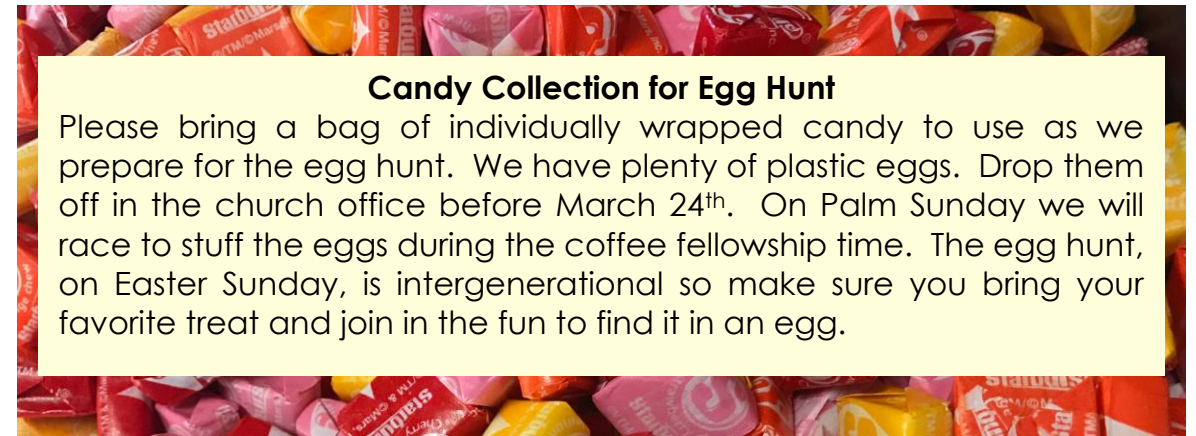 starburst
Candy Collection for Egg Hunt
Please bring a bag of individually wrapped candy to use as we
prepare for the egg hunt.  We have plenty of plastic eggs.  Drop them
off in the church office before March 24th.  On Palm Sunday we will
race to stuff the eggs during the coffee fellowship time.  The egg hunt,
on Easter Sunday, is intergenerational so make sure you bring your
favorite treat and join in the fun to find it in an egg.
starburst
Cherry